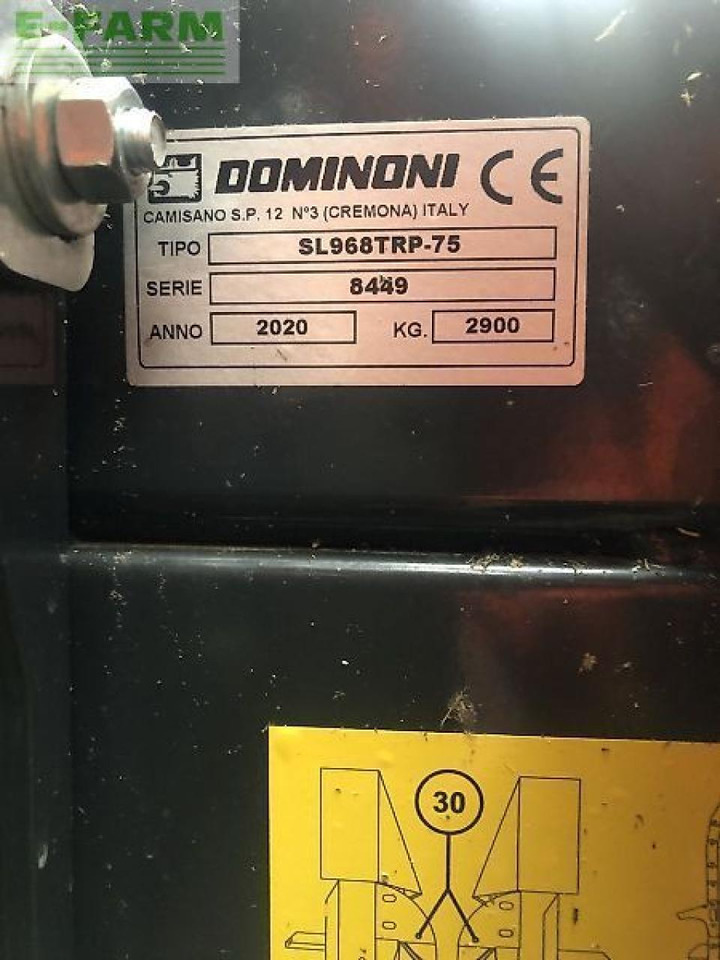 E-FARM
DOMINONI CE
CAMISANO S.P. 12 N°3 (CREMONA) ITALY
TIPO SL968TRP-75
SERIE 8449
ANNO 2020 KG. 2900
30